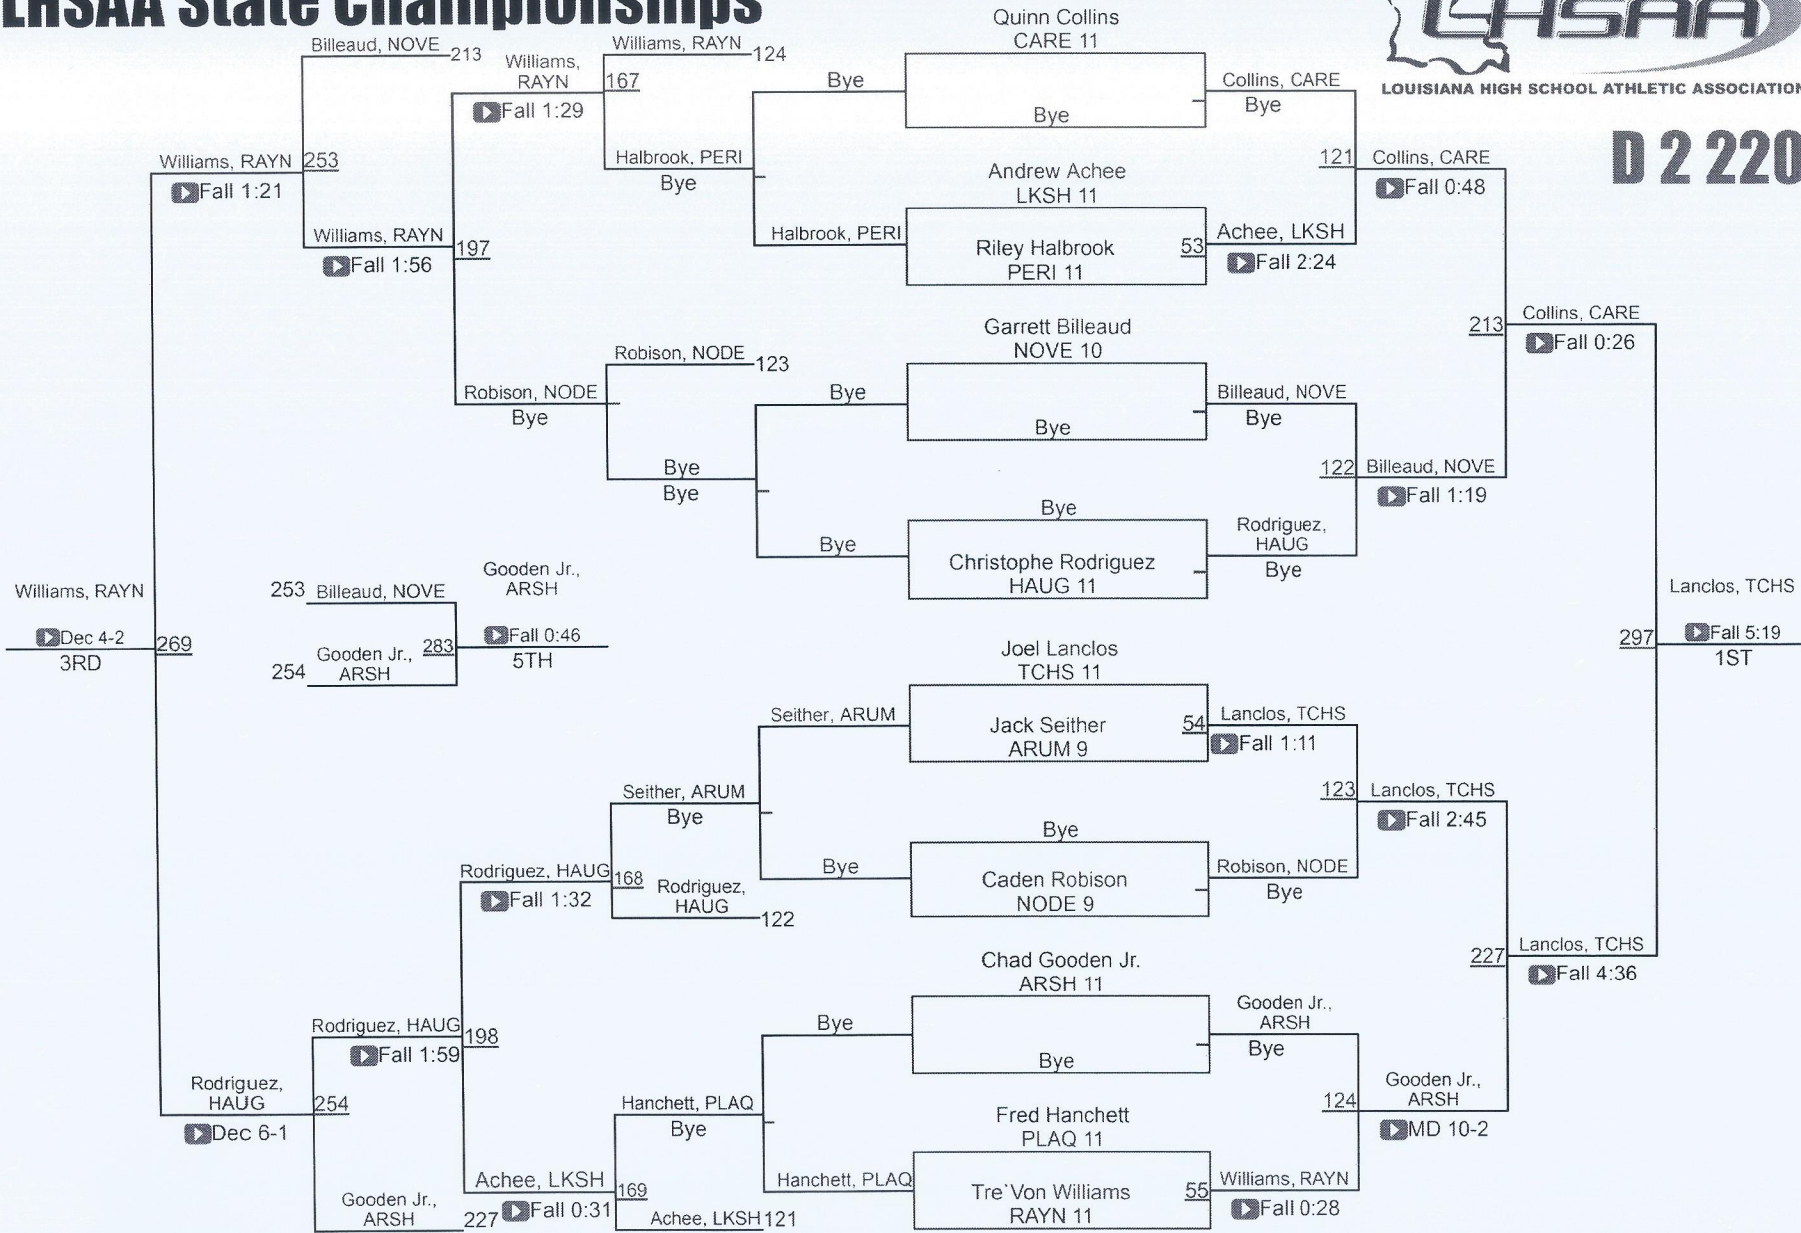 LHSAA State Championships
LHSAA
LOUISIANA HIGH SCHOOL ATHLETIC ASSOCIATION
D 2 220
Quinn Collins
CARE 11
Bye
Andrew Achee
LKSH 11
Riley Halbrook
PERI 11
53
Garrett Billeaud
NOVE 10
Bye
Bye
Christophe Rodriguez
HAUG 11
Joel Lanclos
TCHS 11
Jack Seither
ARUM 9
54
Bye
Caden Robison
NODE 9
Chad Gooden Jr.
ARSH 11
Bye
Fred Hanchett
PLAQ 11
Tre`Von Williams
RAYN 11
55
Collins, CARE
Bye
Achee, LKSH
Fall 2:24
Billeaud, NOVE
Bye
Rodriguez,
HAUG
Bye
Lanclos, TCHS
Fall 1:11
Robison, NODE
Bye
Gooden Jr.,
ARSH
Bye
Williams, RAYN
Fall 0:28
121
Collins, CARE
Fall 0:48
122
Billeaud, NOVE
Fall 1:19
123
Lanclos, TCHS
Fall 2:45
124
Gooden Jr.,
ARSH
MD 10-2
213
Collins, CARE
Fall 0:26
227
Lanclos, TCHS
Fall 4:36
297
Lanclos, TCHS
Fall 5:19
1ST
Bye
Halbrook, PERI
Bye
Bye
Seither, ARUM
Bye
Bye
Hanchett, PLAQ
Williams, RAYN
124
Halbrook, PERI
Bye
Robison, NODE
123
Bye
Bye
Seither, ARUM
Bye
Rodriguez,
HAUG
122
Hanchett, PLAQ
Bye
Achee, LKSH
121
Williams,
RAYN
167
Fall 1:29
Robison, NODE
Bye
Rodriguez, HAUG
168
Fall 1:32
Achee, LKSH
169
Fall 0:31
Billeaud, NOVE
213
Williams, RAYN
197
Fall 1:56
Rodriguez, HAUG
198
Fall 1:59
Gooden Jr.,
ARSH
227
Williams, RAYN
253
Fall 1:21
Rodriguez,
HAUG
254
Dec 6-1
Williams, RAYN
Dec 4-2
269
3RD
253
Billeaud, NOVE
254
Gooden Jr.,
ARSH
283
Gooden Jr.,
ARSH
Fall 0:46
5TH